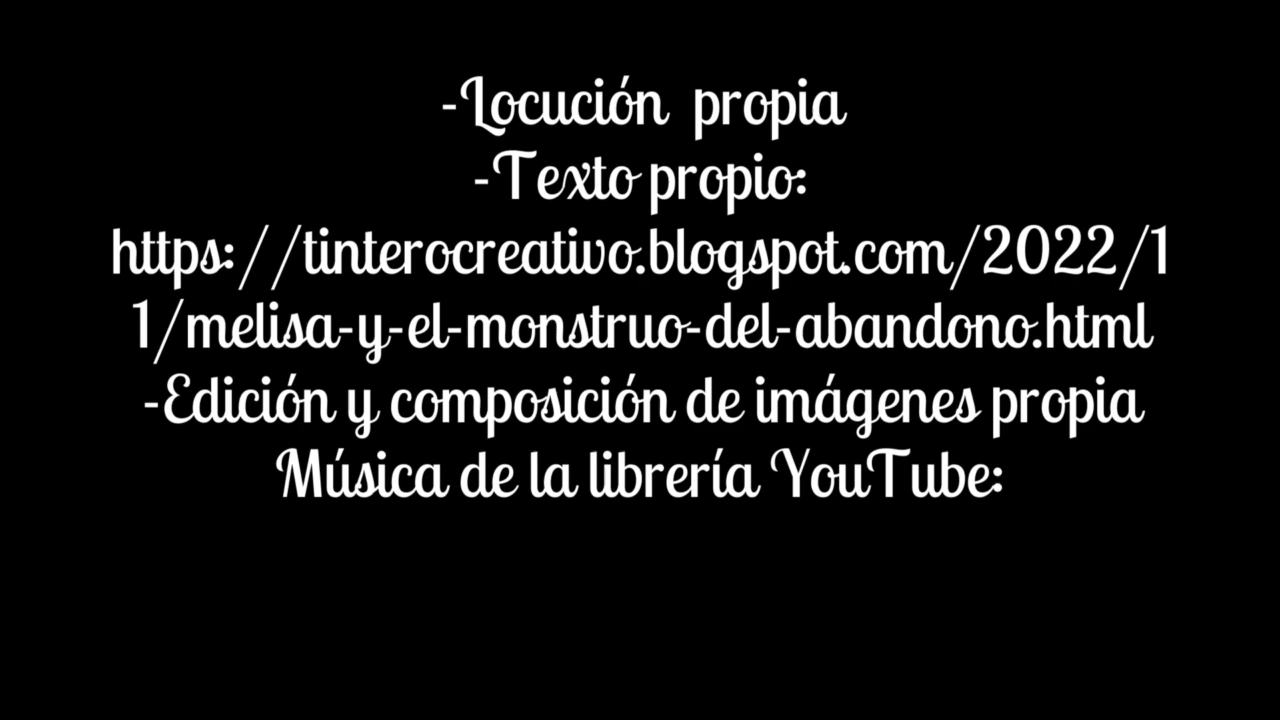 -Locución propia
-Texto propio:
https://tinterocreativo.blogspot.com/2022/1
1/melisa-y-el-monstruo-del-abandono.html
-Edición y composición de imágenes propia
Música de la librería YouTube: